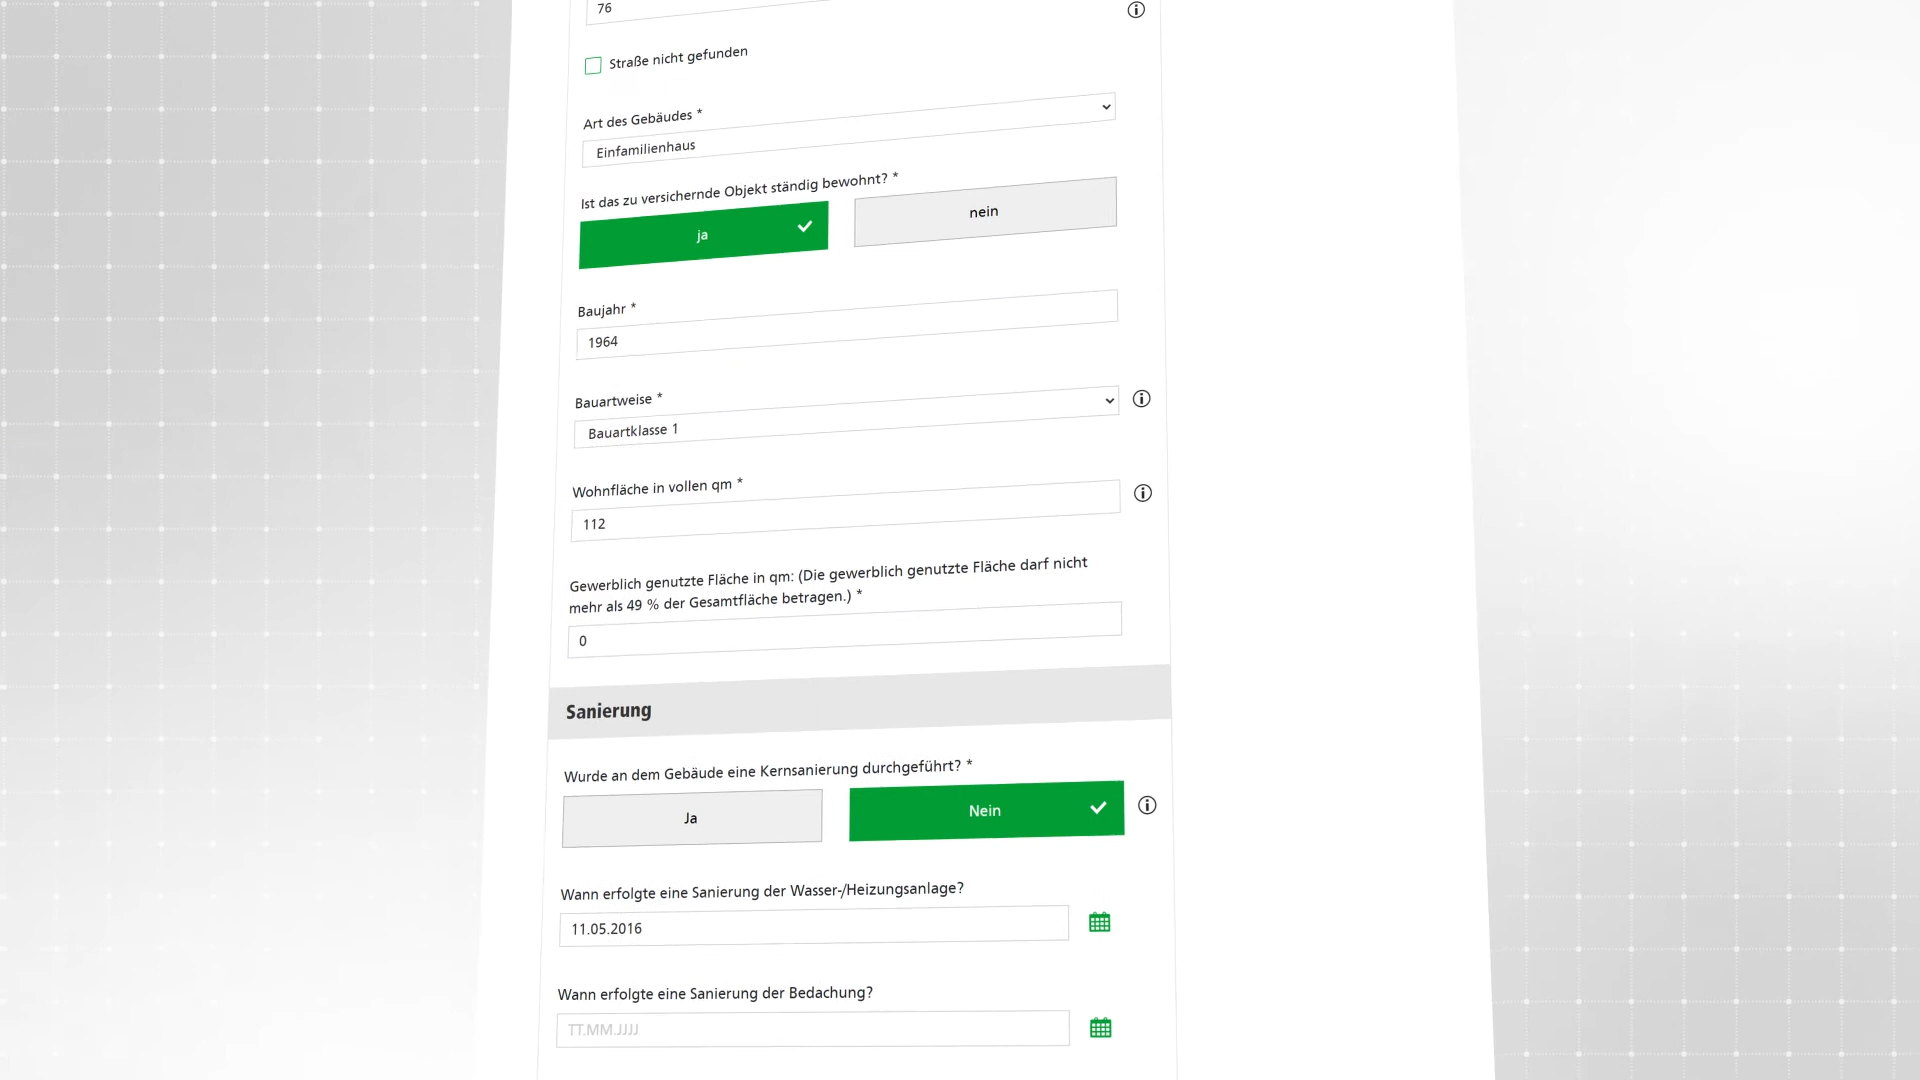 76
Straße nicht gefunden
Art des Gebäudes *
Einfamilienhaus
Ist das zu versichernde Objekt ständig bewohnt? *
ja
nein
Baujahr *
1964
Bauartweise *
Bauartklasse 1
Wohnfläche in vollen qm *
112
Gewerblich genutzte Fläche in qm: (Die gewerblich genutzte Fläche darf nicht
mehr als 49 % der Gesamtfläche betragen.) *
0
Sanierung
Wurde an dem Gebäude eine Kernsanierung durchgeführt? *
Ja
Nein
Wann erfolgte eine Sanierung der Wasser-/Heizungsanlage?
11.05.2016
Wann erfolgte eine Sanierung der Bedachung?
TT.MM.JJJJ